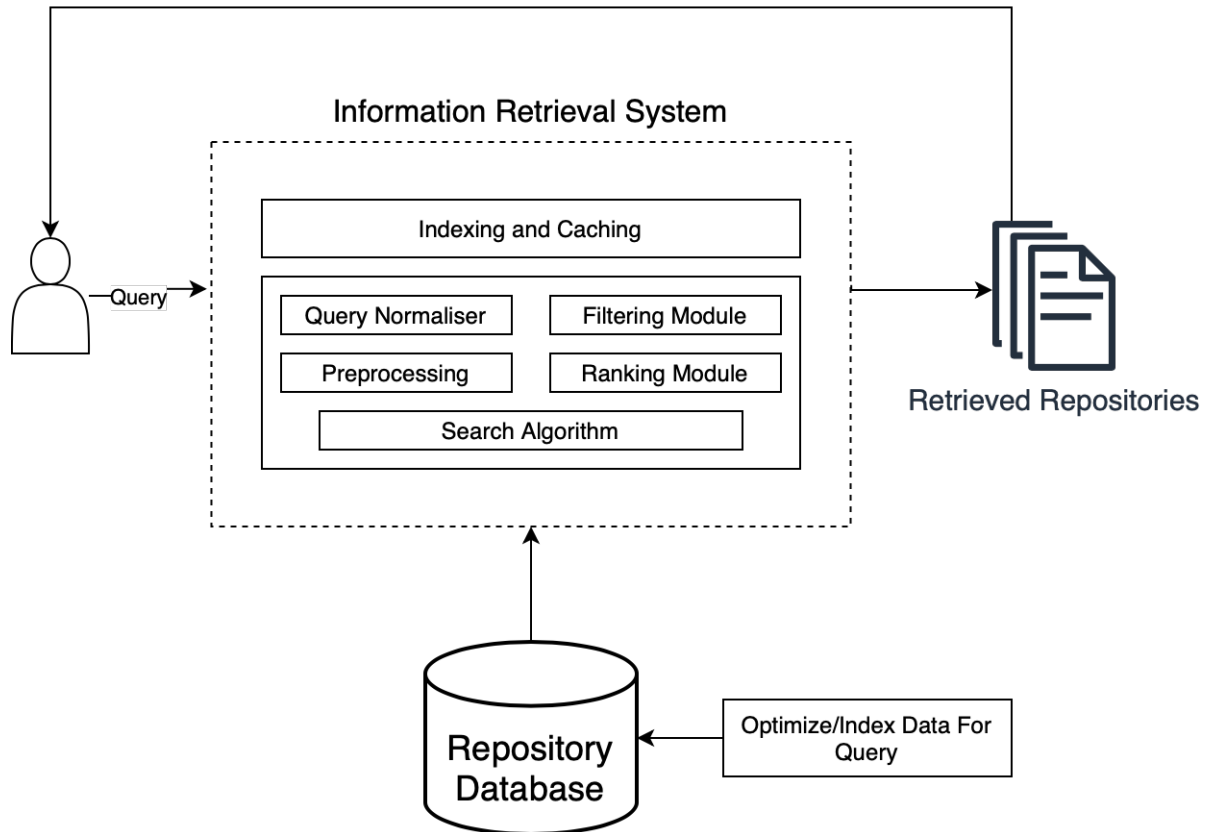 Information Retrieval System
Indexing and Caching
Query
Query Normaliser
Filtering Module
Preprocessing
Ranking Module
Search Algorithm
Retrieved Repositories
Repository
Database
Optimize/Index Data For
Query